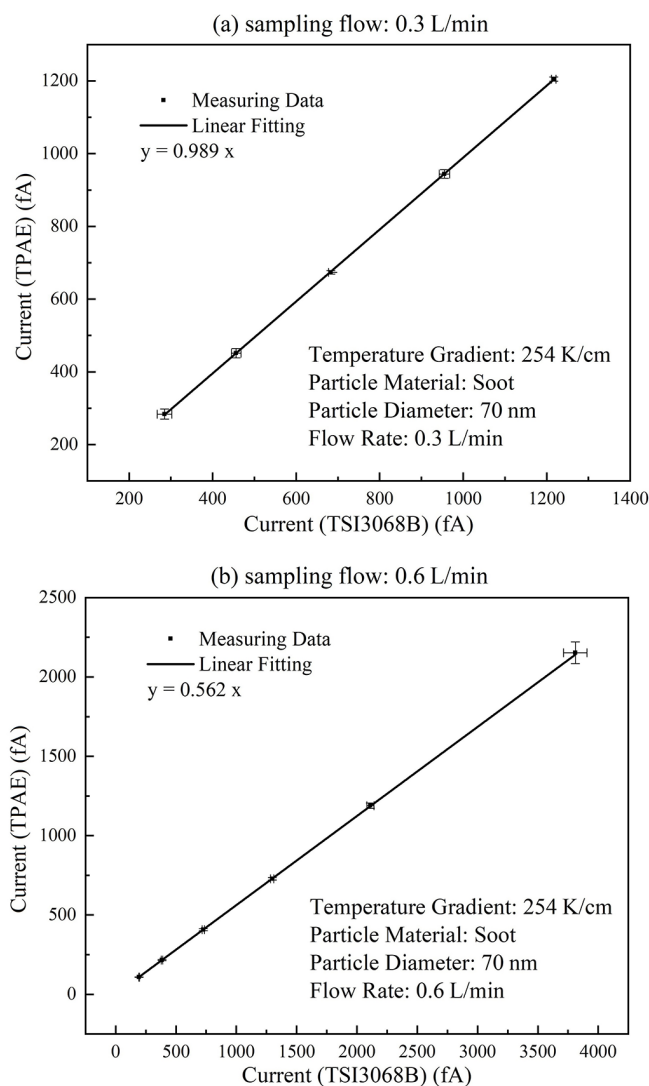 (a) sampling flow: 0.3 L/min
1200
1000
800
600
400
200
Current (TPAE) (fA)
Measuring Data
Linear Fitting
y = 0.989 x
Temperature Gradient: 254 K/cm
Particle Material: Soot
Particle Diameter: 70 nm
Flow Rate: 0.3 L/min
200 400 600 800 1000 1200 1400
Current (TSI3068B) (fA)
(b) sampling flow: 0.6 L/min
2500
2000
1500
1000
500
0
Current (TPAE) (fA)
Measuring Data
Linear Fitting
y = 0.562 x
Temperature Gradient: 254 K/cm
Particle Material: Soot
Particle Diameter: 70 nm
Flow Rate: 0.6 L/min
0 500 1000 1500 2000 2500 3000 3500 4000
Current (TSI3068B) (fA)